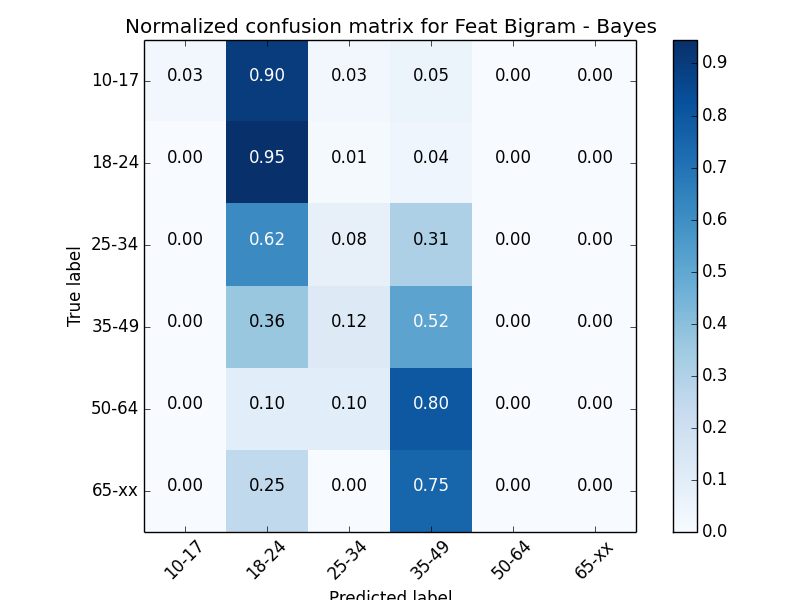 Normalized confusion matrix for Feat Bigram - Bayes
True label
10-17 0.03 0.90 0.03 0.05 0.00 0.00
18-24 0.00 0.95 0.01 0.04 0.00 0.00
25-34 0.00 0.62 0.08 0.31 0.00 0.00
35-49 0.00 0.36 0.12 0.52 0.00 0.00
50-64 0.00 0.10 0.10 0.80 0.00 0.00
65-xx 0.00 0.25 0.00 0.75 0.00 0.00
10-17 18-24 25-34 35-49 50-64 65-xx
Predicted label
0.9
0.8
0.7
0.6
0.5
0.4
0.3
0.2
0.1
0.0